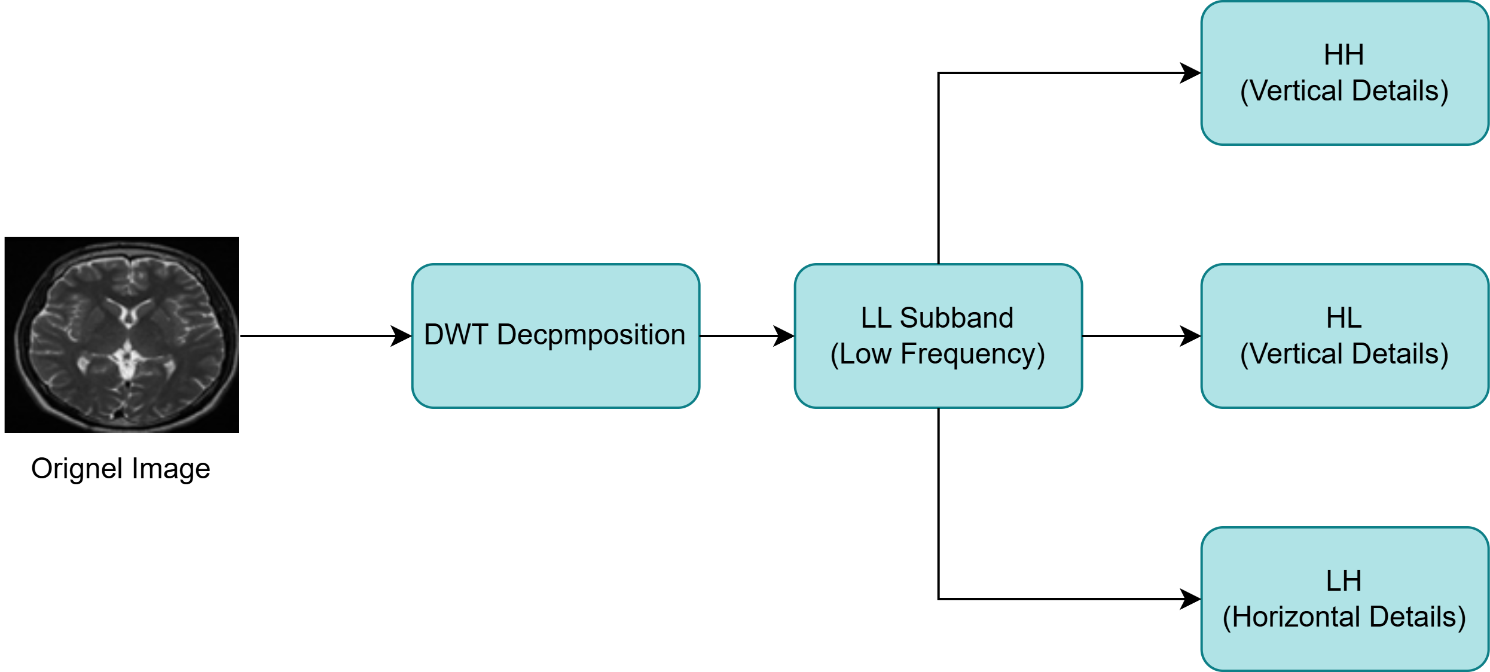 Orignel Image
DWT Decpmposition
LL Subband
(Low Frequency)
HH
(Vertical Details)
HL
(Vertical Details)
LH
(Horizontal Details)